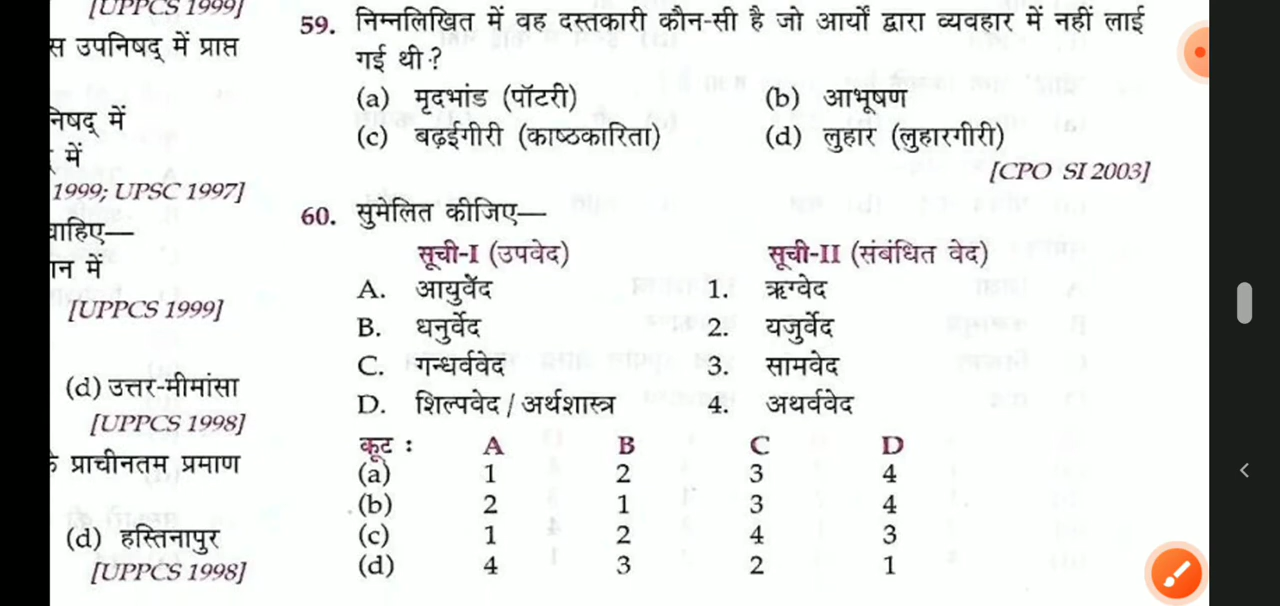 [UPPCS 1999]
स उपनिषद् में प्राप्त
निषद् में
में
1999; UPSC 1997]
चाहिए—
ान में
[UPPCS 1999]
(d) उत्तर-मीमांसा
[UPPCS 1998]
के प्राचीनतम प्रमाण
(d) हस्तिनापुर
[UPPCS 1998]
59. निम्नलिखित में वह दस्तकारी कौन-सी है जो आर्यों द्वारा व्यवहार में नहीं लाई
गई थी ?
(a) मृदभांड (पॉटरी) (b) आभूषण
(c) बढ़ईगीरी (काष्ठकारिता) (d) लुहार (लुहारगीरी)
[CPO SI 2003]
60. सुमेलित कीजिए—
सूची-I (उपवेद) सूची-II (संबंधित वेद)
A. आयुर्वेद 1. ऋग्वेद
B. धनुर्वेद 2. यजुर्वेद
C. गन्धर्ववेद 3. सामवेद
D. शिल्पवेद / अर्थशास्त्र 4. अथर्ववेद
कूट : A B C D
(a) 1 2 3 4
(b) 2 1 3 4
(c) 1 2 4 3
(d) 4 3 2 1